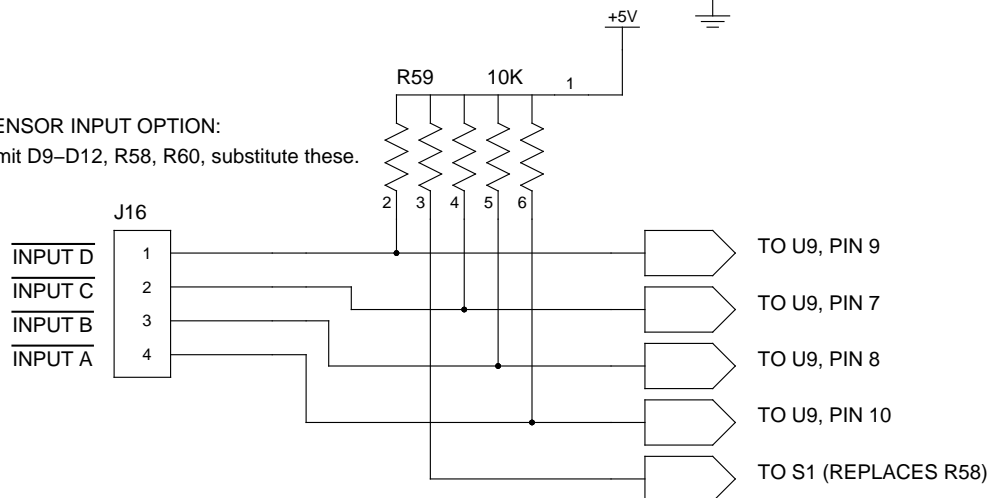 +5V
R59 10K 1
ENSOR INPUT OPTION:
mit D9–D12, R58, R60, substitute these.
2 3 4 5 6
J16
INPUT D 1 TO U9, PIN 9
INPUT C 2 TO U9, PIN 7
INPUT B 3 TO U9, PIN 8
INPUT A 4 TO U9, PIN 10
TO S1 (REPLACES R58)